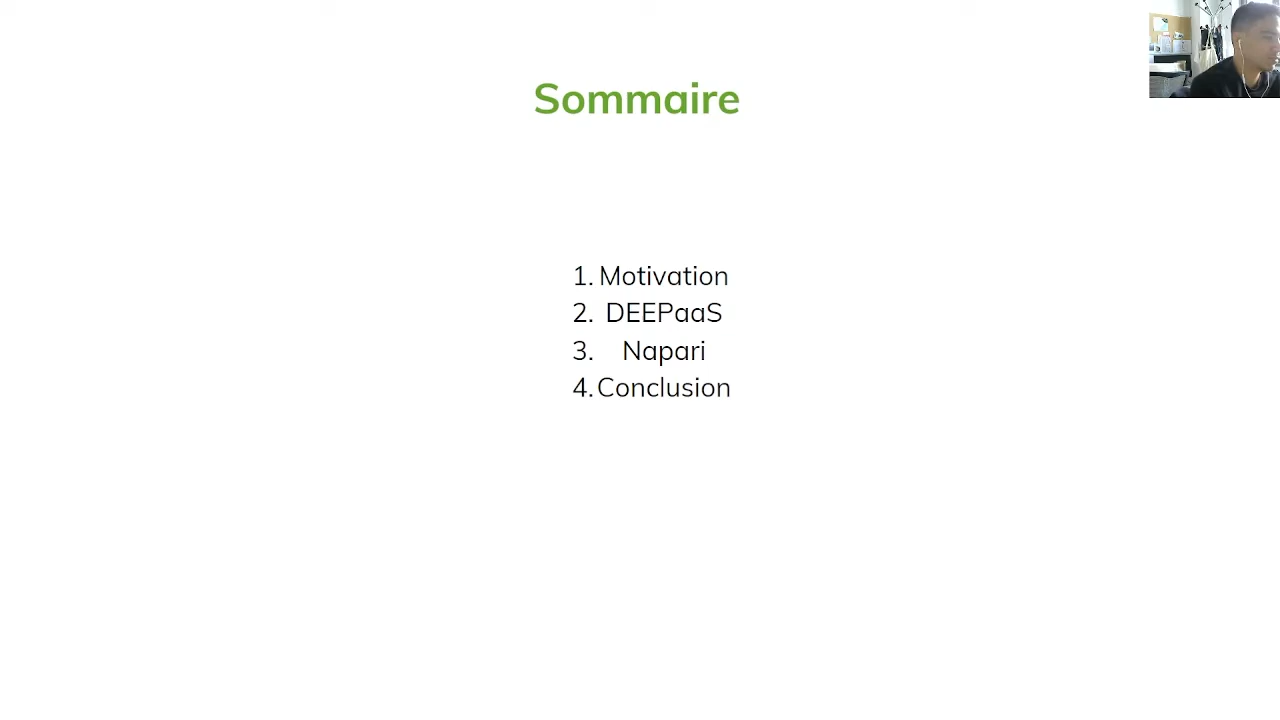 Sommaire
1. Motivation
2. DEEPaaS
3. Napari
4. Conclusion